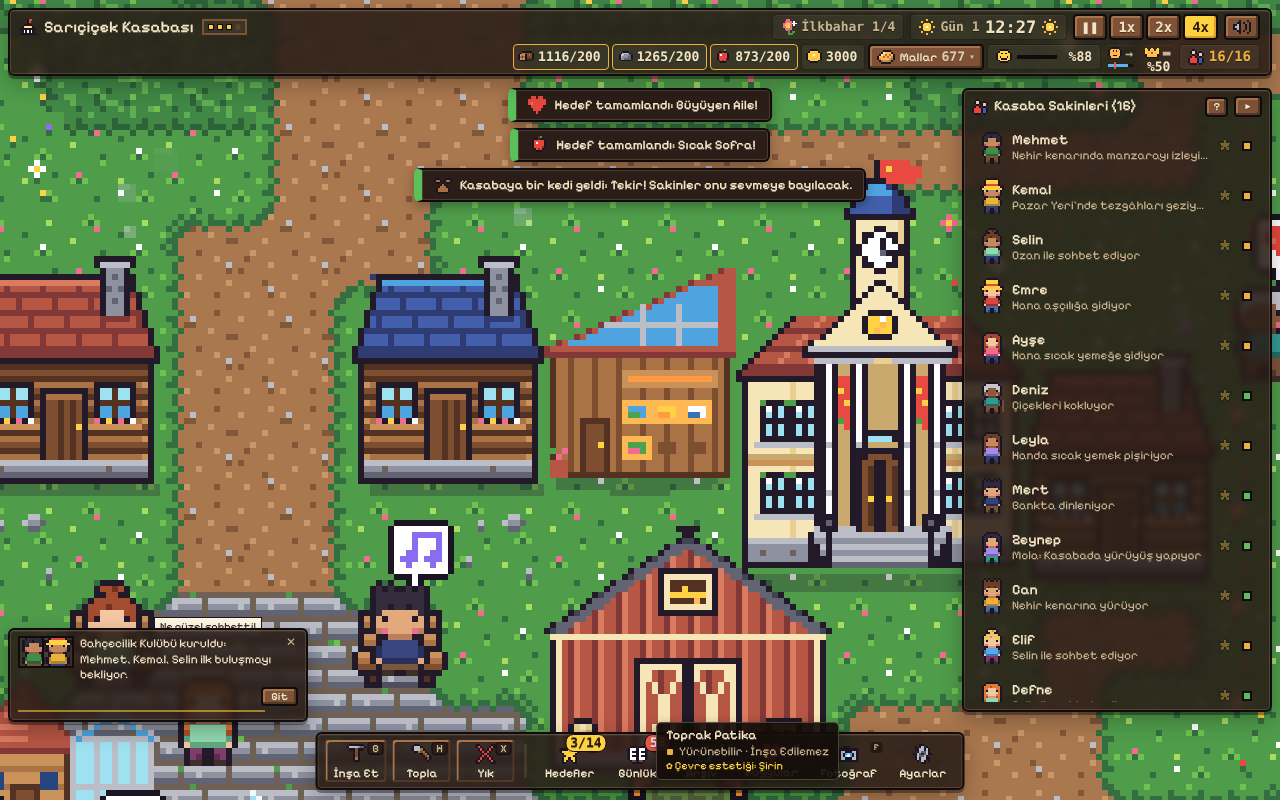 Sarıçiçek Kasabası
İlkbahar 1/4
Gün 1 12:27
1x
2x
4x
1116/200
1265/200
873/200
3000
Mallar 677
%88
%50
16/16
Hedef tamamlandı: Büyüyen Aile!
Hedef tamamlandı: Sıcak Sofra!
Kasabaya bir kedi geldi: Tekir! Sakinler onu sevmeye bayılacak.
Kasaba Sakinleri (16)
?
Mehmet
Nehir kenarında manzarayı izleyi...
Kemal
Pazar Yeri'nde tezgâhları geziy...
Selin
Ozan ile sohbet ediyor
Emre
Hana aşçılığa gidiyor
Ayşe
Hana sıcak yemeğe gidiyor
Deniz
Çiçekleri kokluyor
Leyla
Handa sıcak yemek pişiriyor
Mert
Bankta dinleniyor
Zeynep
Mola: Kasabada yürüyüş yapıyor
Can
Nehir kenarına yürüyor
Elif
Selin ile sohbet ediyor
Defne
Ne güzel sohbetti!
Bahçecilik Kulübü kuruldu:
Mehmet, Kemal, Selin ilk buluşmayı
bekliyor.
Git
İnşa Et
B
Topla
H
Yık
X
Hedefler
3/14
Günlük
Toprak Patika
Yürünebilir · İnşa Edilemez
Çevre estetiği: Şirin
Fotoğraf
F
Ayarlar